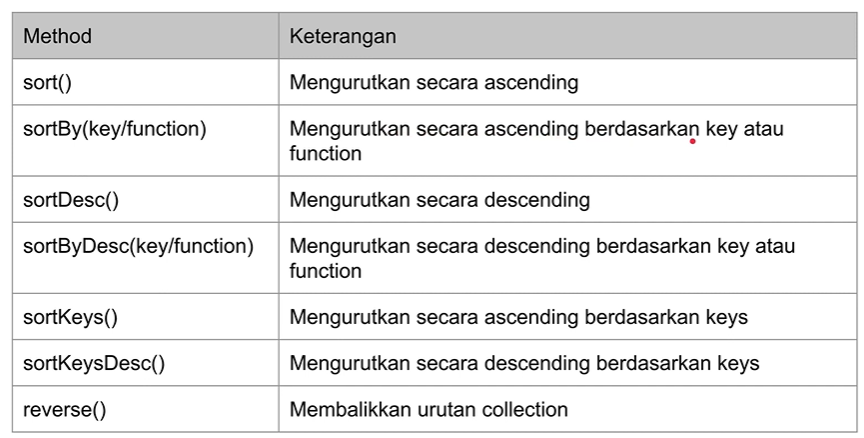 Method Keterangan
sort() Mengurutkan secara ascending
sortBy(key/function) Mengurutkan secara ascending berdasarkan key atau
function
sortDesc() Mengurutkan secara descending
sortByDesc(key/function) Mengurutkan secara descending berdasarkan key atau
function
sortKeys() Mengurutkan secara ascending berdasarkan keys
sortKeysDesc() Mengurutkan secara descending berdasarkan keys
reverse() Membalikkan urutan collection